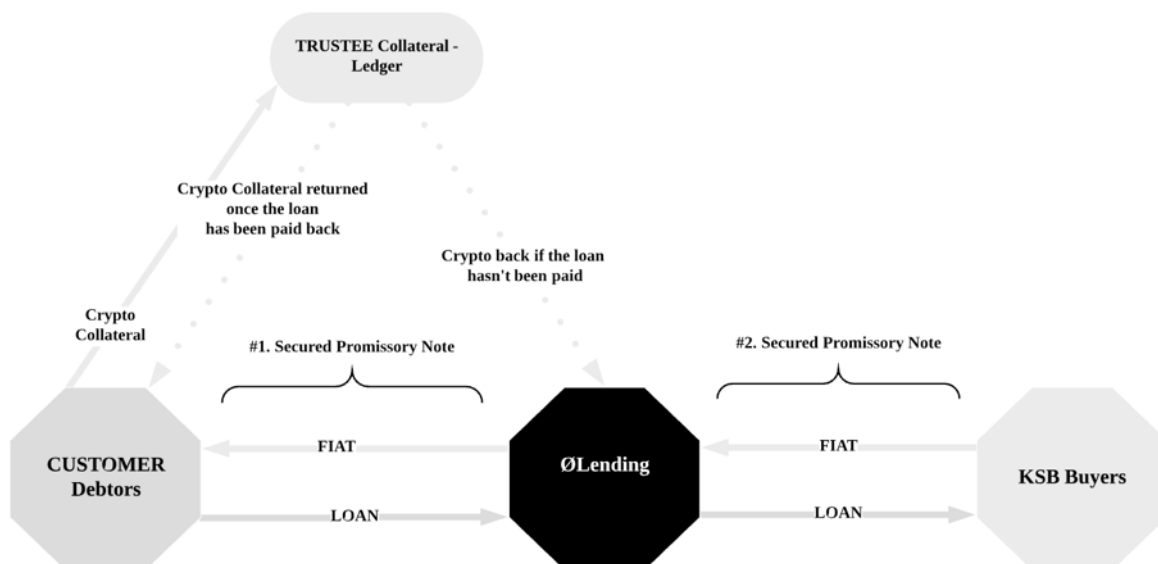 TRUSTEE Collateral -
Ledger
Crypto Collateral returned
once the loan
has been paid back
Crypto back if the loan
hasn't been paid
Crypto
Collateral
#1. Secured Promissory Note
#2. Secured Promissory Note
CUSTOMER
Debtors
FIAT
LOAN
ØLending
FIAT
LOAN
KSB Buyers